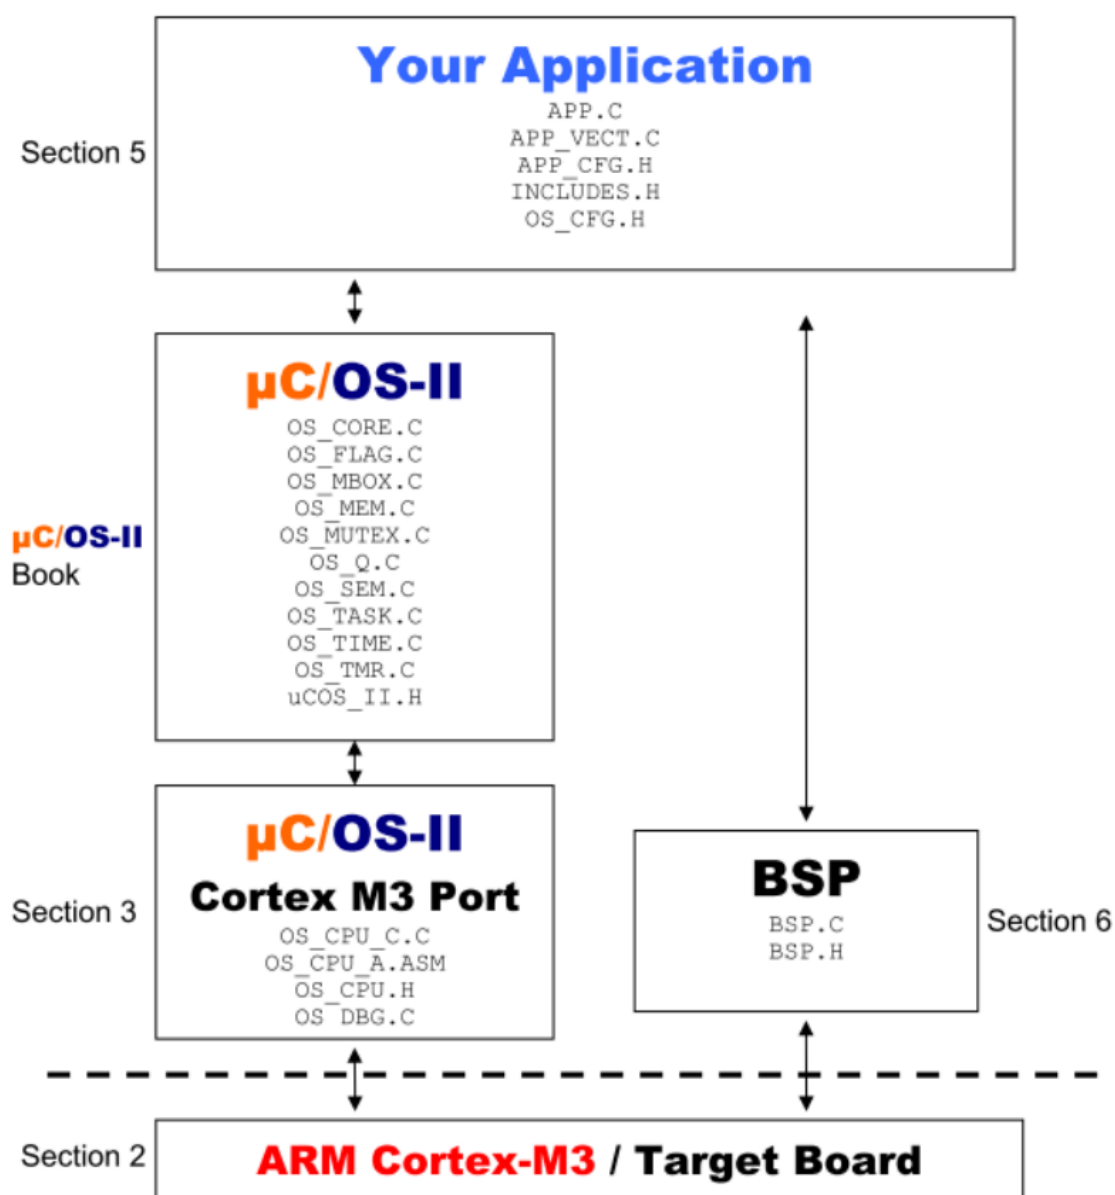 Your Application
APP.C
APP_VECT.C
APP_CFG.H
INCLUDES.H
OS_CFG.H
Section 5
µC/OS-II
OS_CORE.C
OS_FLAG.C
OS_MBOX.C
OS_MEM.C
OS_MUTEX.C
OS_Q.C
OS_SEM.C
OS_TASK.C
OS_TIME.C
OS_TMR.C
uCOS_II.H
µC/OS-II
Book
µC/OS-II
Cortex M3 Port
OS_CPU_C.C
OS_CPU_A.ASM
OS_CPU.H
OS_DBG.C
Section 3
BSP
BSP.C
BSP.H
Section 6
Section 2
ARM Cortex-M3 / Target Board